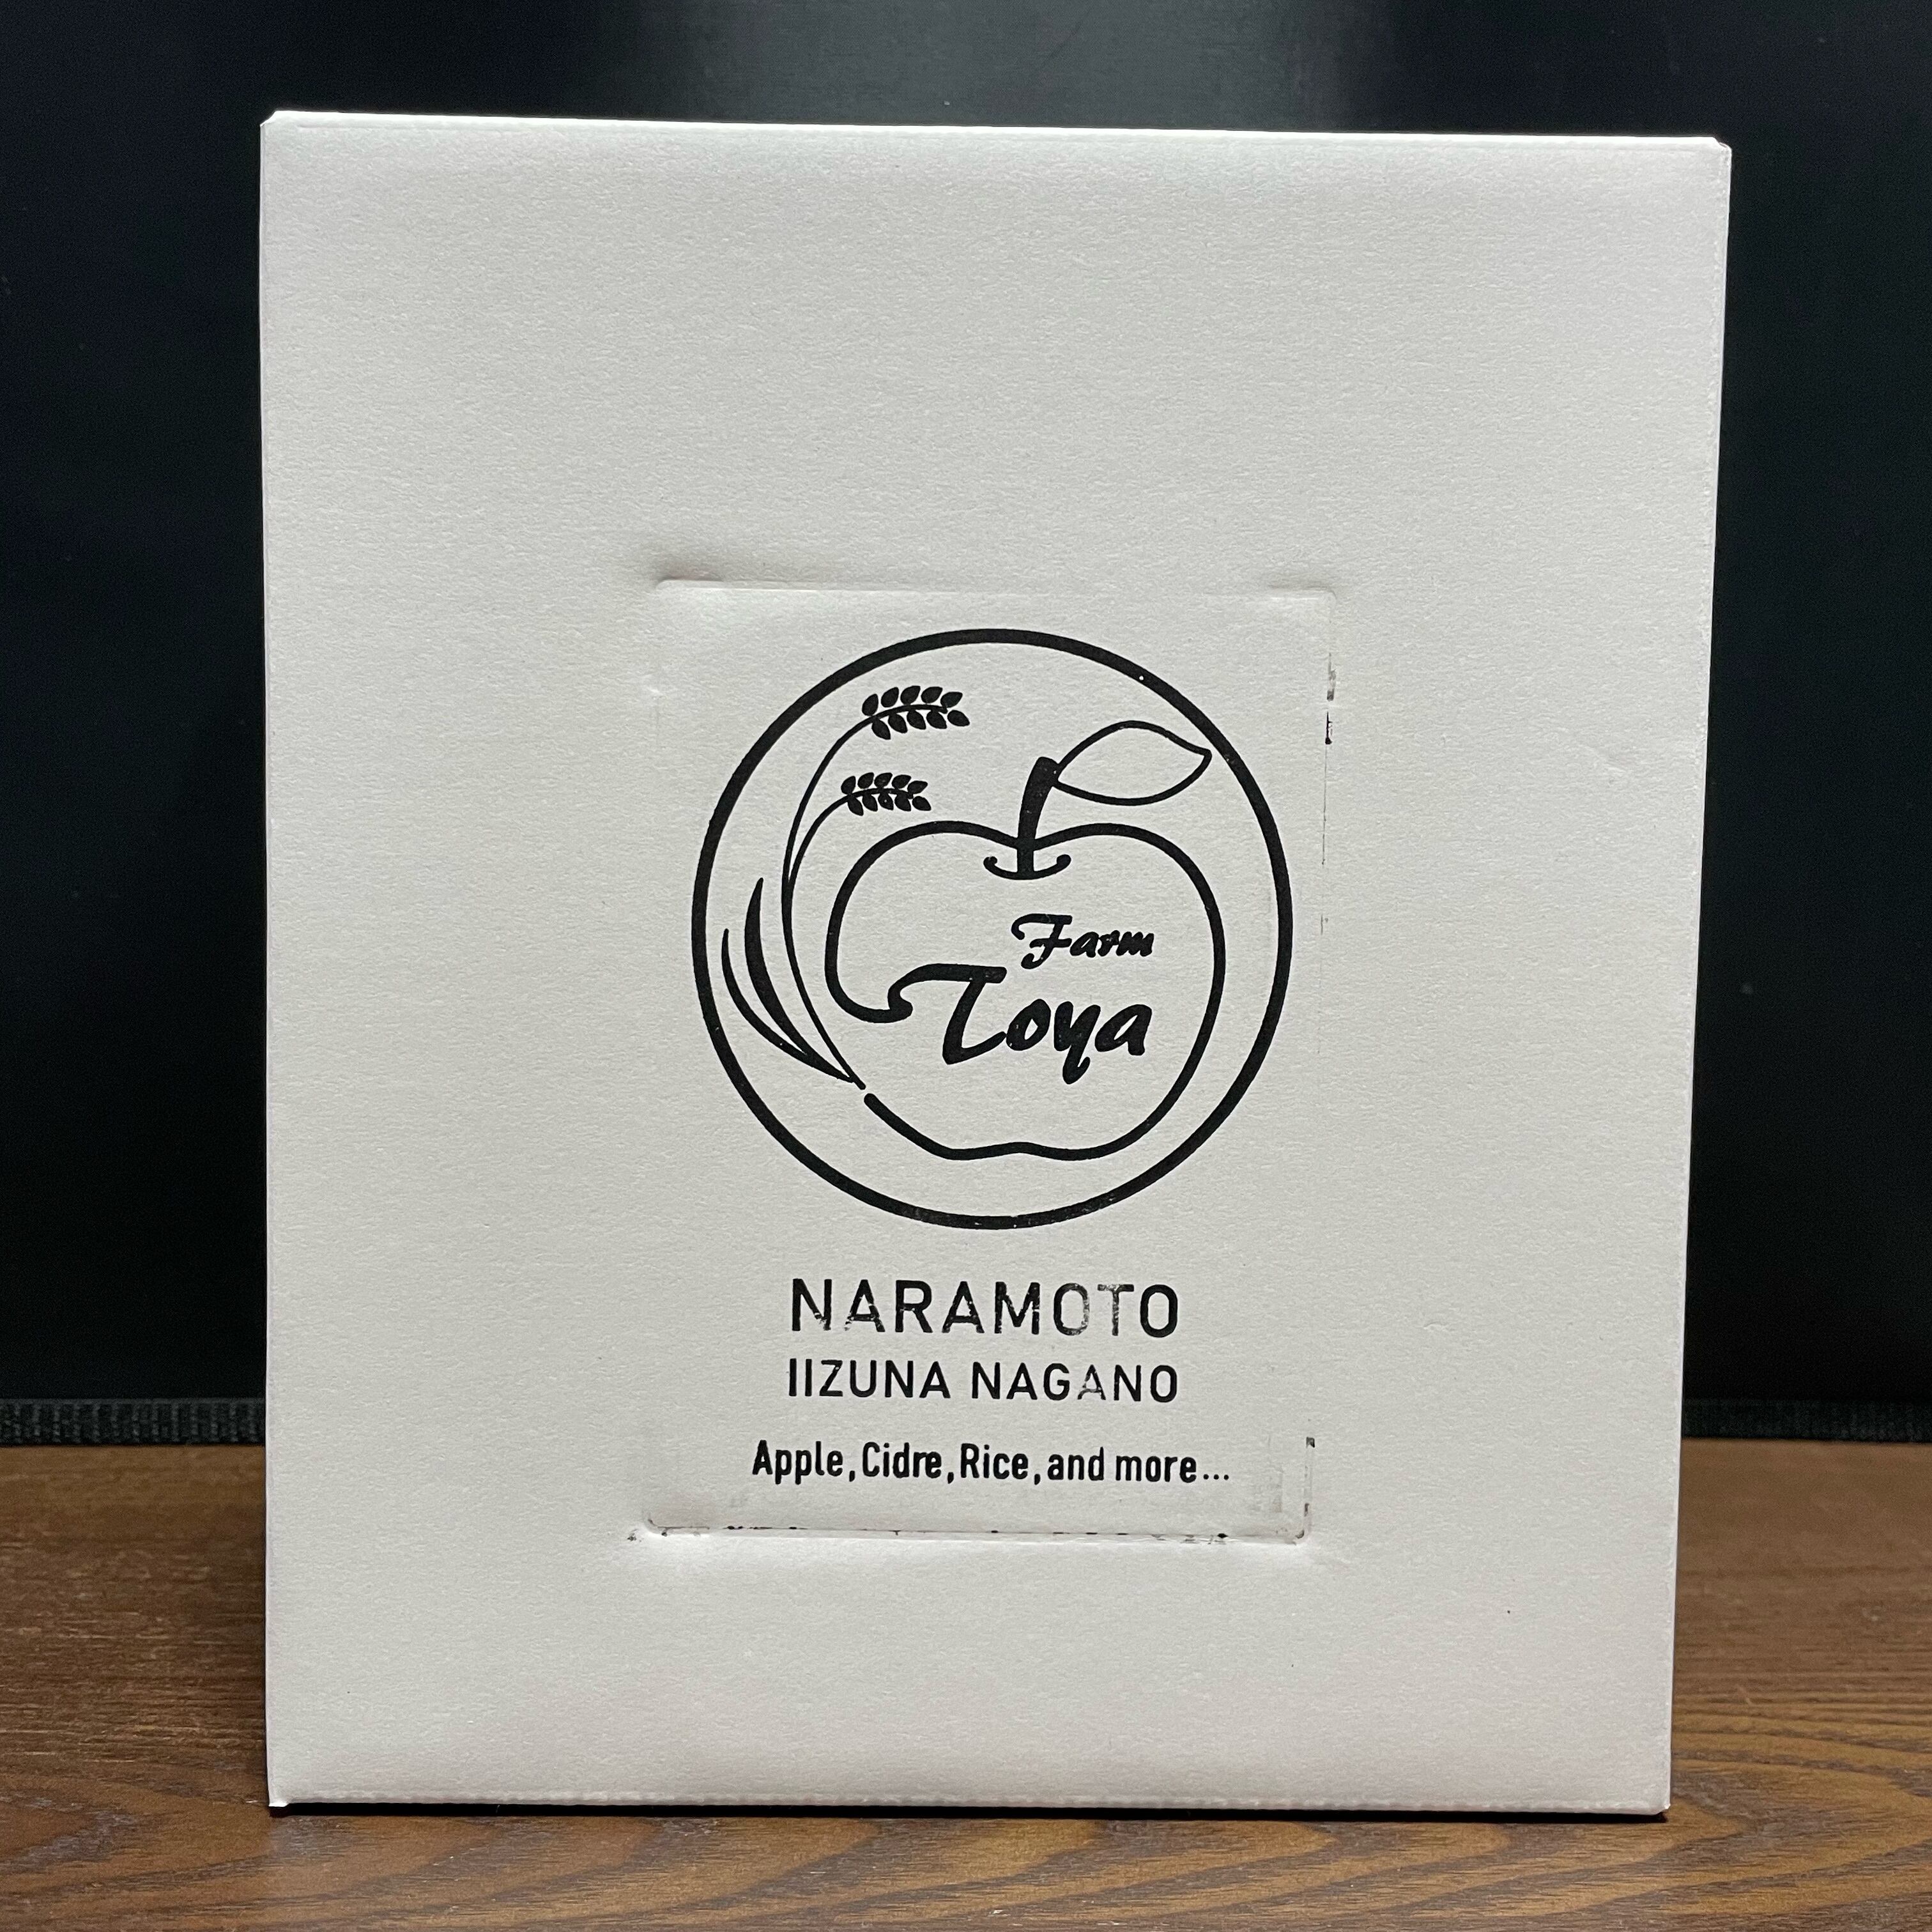 Farm
Toya
NARAMOTO
IIZUNA NAGANO
Apple, Cidre, Rice, and more...